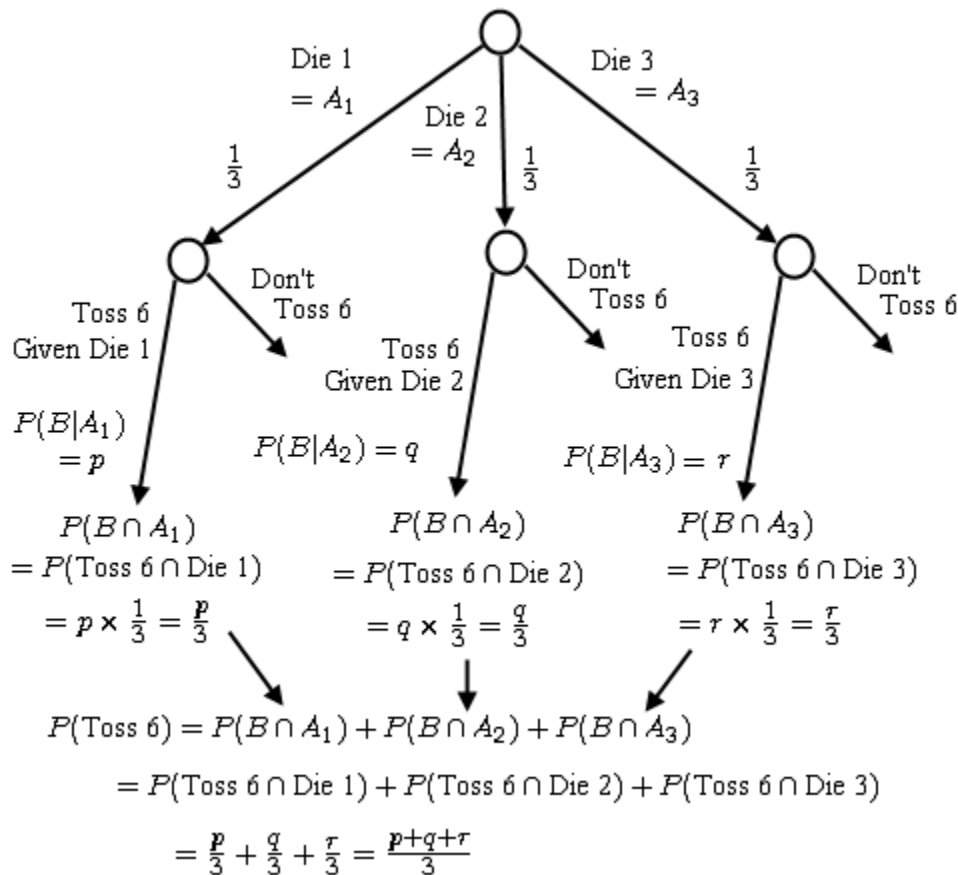 Die 1
= A₁
Die 2
= A₂
Die 3
= A₃
1/3
1/3
1/3
Toss 6
Given Die 1
Don't
Toss 6
P(B|A₁)
= p
Toss 6
Given Die 2
Don't
Toss 6
P(B|A₂) = q
Toss 6
Given Die 3
Don't
Toss 6
P(B|A₃) = r
P(B ∩ A₁)
= P(Toss 6 ∩ Die 1)
= p × 1/3 = p/3
P(B ∩ A₂)
= P(Toss 6 ∩ Die 2)
= q × 1/3 = q/3
P(B ∩ A₃)
= P(Toss 6 ∩ Die 3)
= r × 1/3 = r/3
P(Toss 6) = P(B ∩ A₁) + P(B ∩ A₂) + P(B ∩ A₃)
= P(Toss 6 ∩ Die 1) + P(Toss 6 ∩ Die 2) + P(Toss 6 ∩ Die 3)
= p/3 + q/3 + r/3 = p+q+r/3